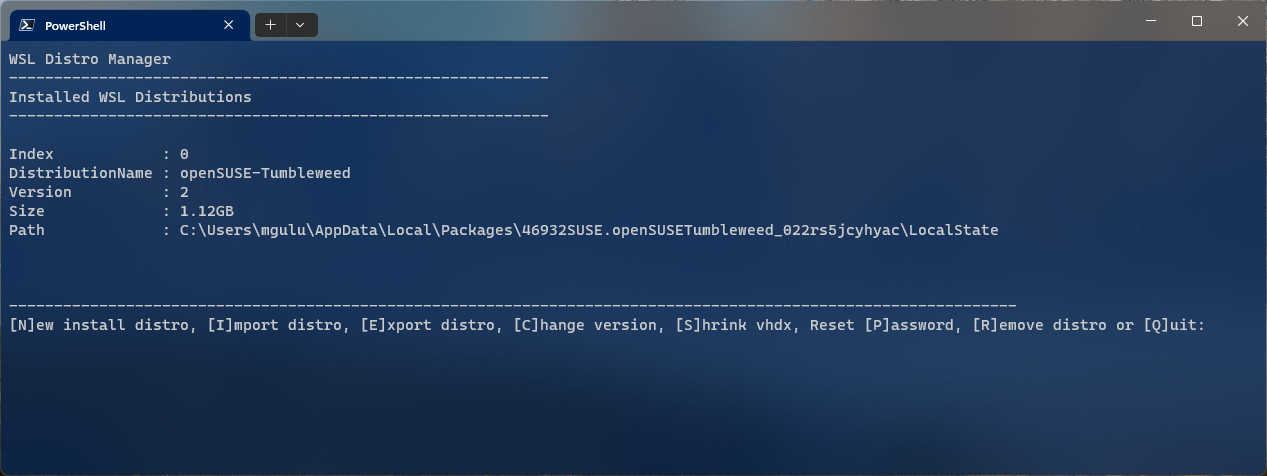 PowerShell
WSL Distro Manager
------------------------------------------------------------
Installed WSL Distributions
------------------------------------------------------------
Index            : 0
DistributionName : openSUSE-Tumbleweed
Version          : 2
Size             : 1.12GB
Path             : C:\Users\mgulu\AppData\Local\Packages\46932SUSE.openSUSETumbleweed_022rs5jcyhyac\LocalState
----------------------------------------------------------------------------------------------------------------
[N]ew install distro, [I]mport distro, [E]xport distro, [C]hange version, [S]hrink vhdx, Reset [P]assword, [R]emove distro or [Q]uit: